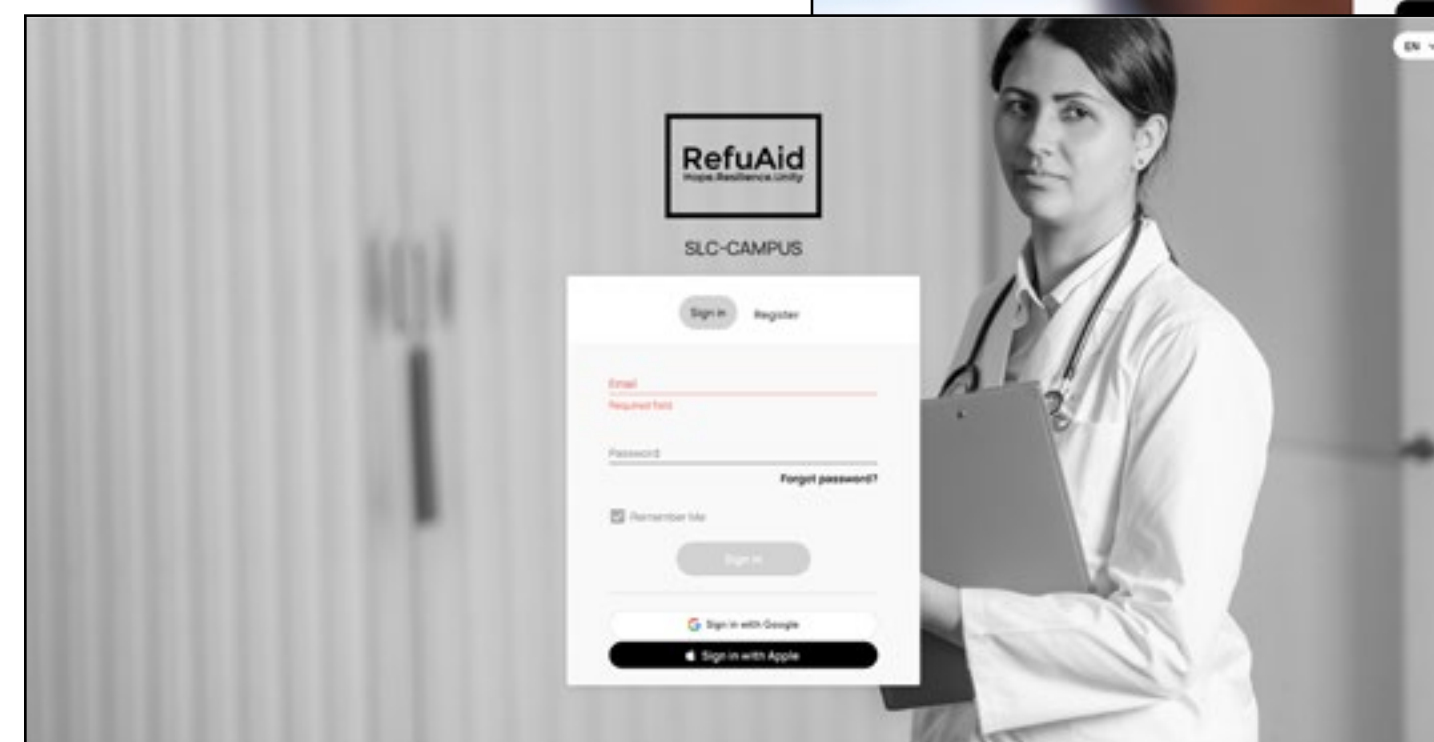 EN
RefuAid
Hope.Resilience.Unity
SLC-CAMPUS
Sign in
Register
Email
Required field
Password
Forgot password?
Remember Me
Sign in
Sign in with Google
Sign in with Apple